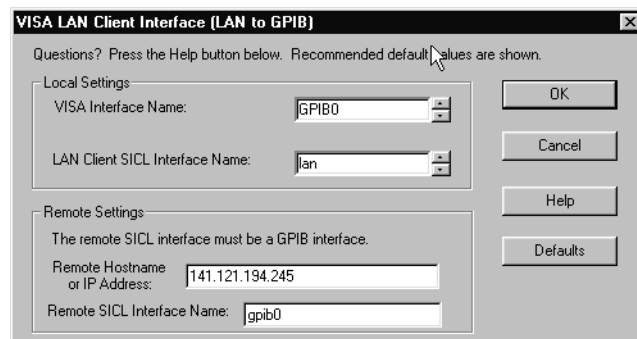 VISA LAN Client Interface (LAN to GPIB)
Questions? Press the Help button below. Recommended default values are shown.
Local Settings
VISA Interface Name: GPIB0
LAN Client SICL Interface Name: lan
OK
Cancel
Help
Defaults
Remote Settings
The remote SICL interface must be a GPIB interface.
Remote Hostname
or IP Address: 141.121.194.245
Remote SICL Interface Name: gpib0